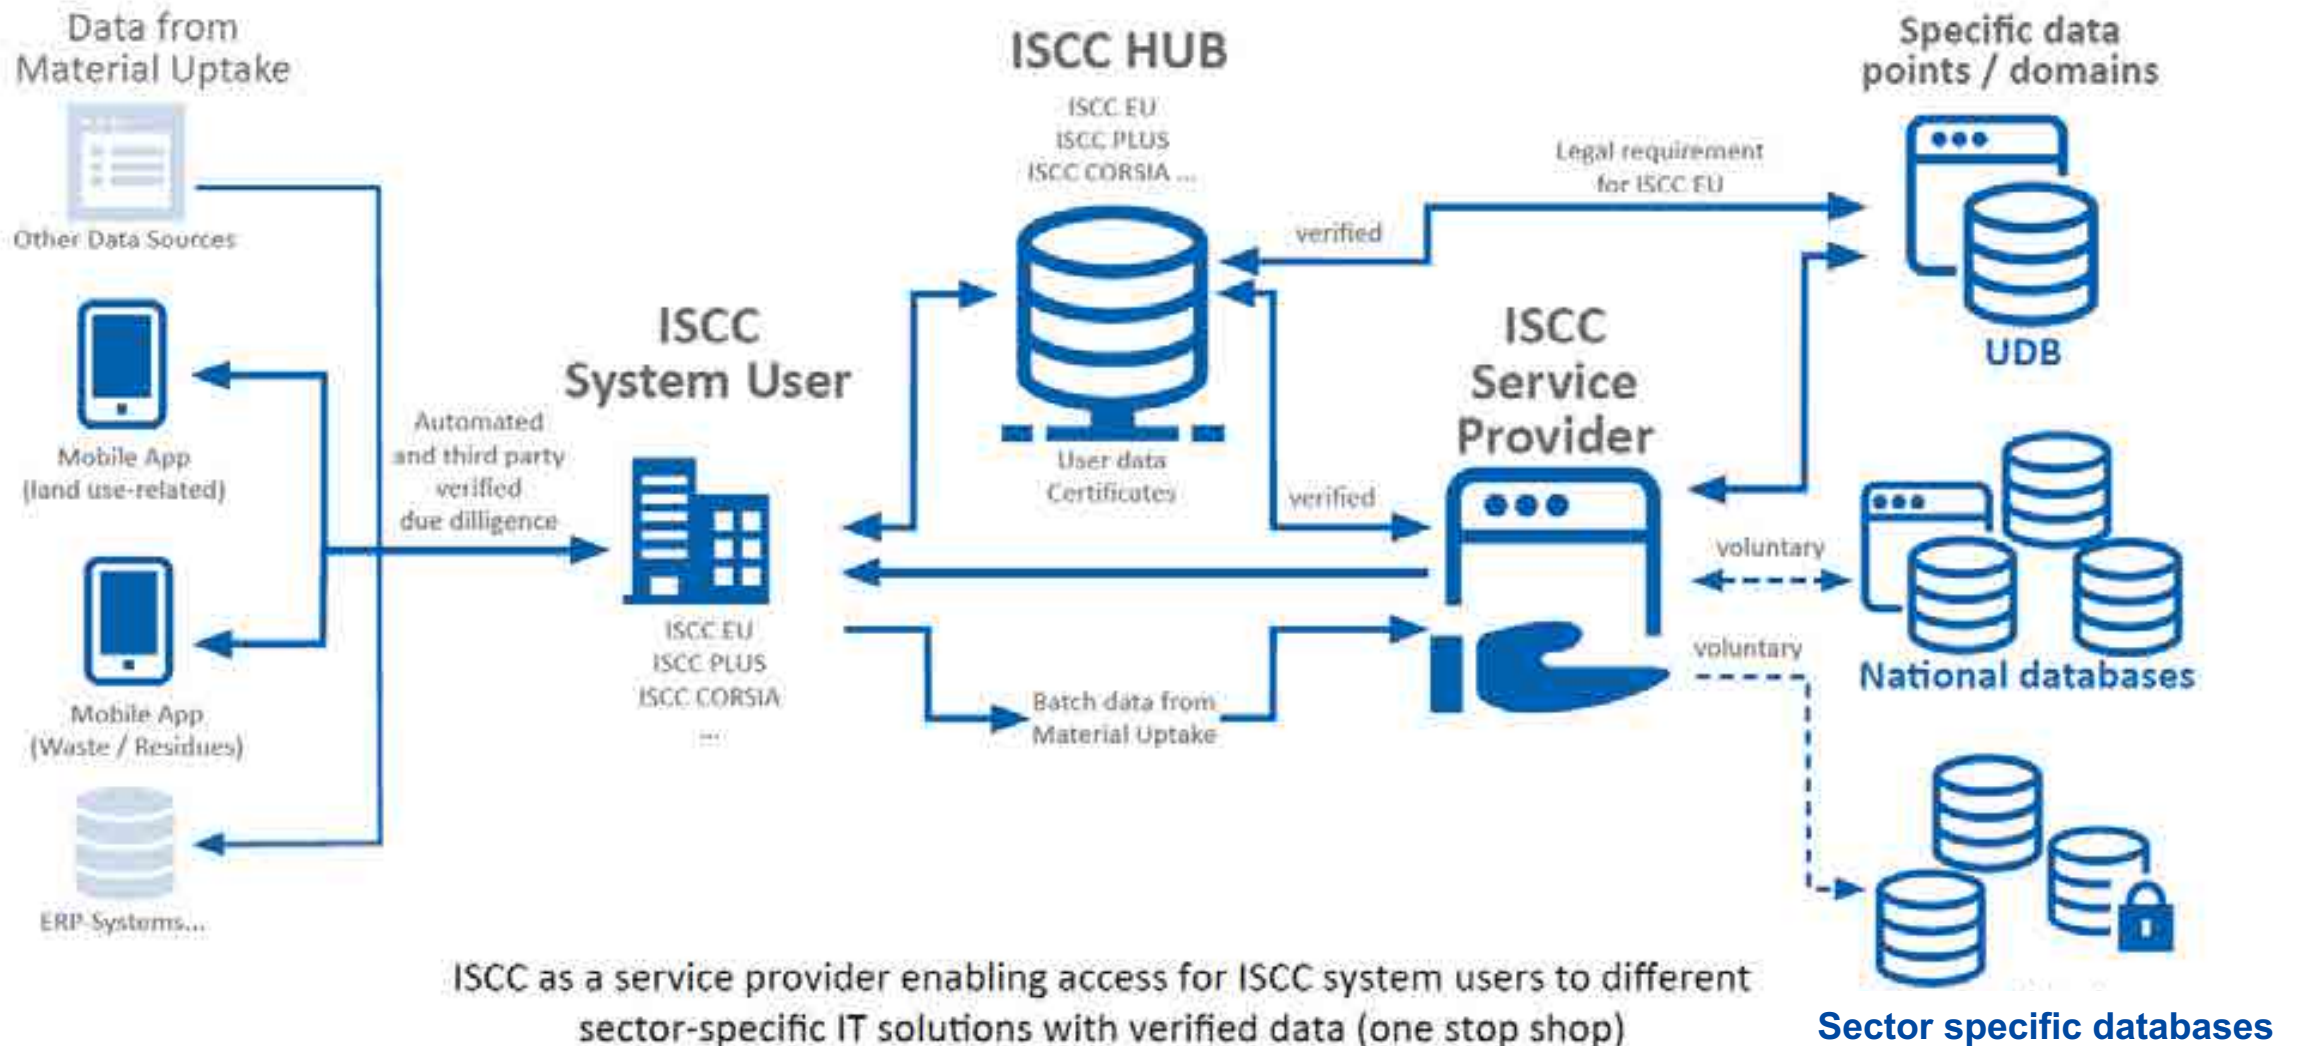 Data from
Material Uptake
Other Data Sources
Mobile App
(land use-related)
Mobile App
(Waste / Residues)
ERP-Systems...
Automated
and third party
verified
due dilligence
ISCC
System User
ISCC EU
ISCC PLUS
ISCC CORSIA
...
ISCC HUB
ISCC EU
ISCC PLUS
ISCC CORSIA ...
User data
Certificates
Batch data from
Material Uptake
verified
verified
Legal requirement
for ISCC EU
ISCC
Service
Provider
voluntary
voluntary
Specific data
points / domains
UDB
National databases
Sector specific databases
ISCC as a service provider enabling access for ISCC system users to different
sector-specific IT solutions with verified data (one stop shop)